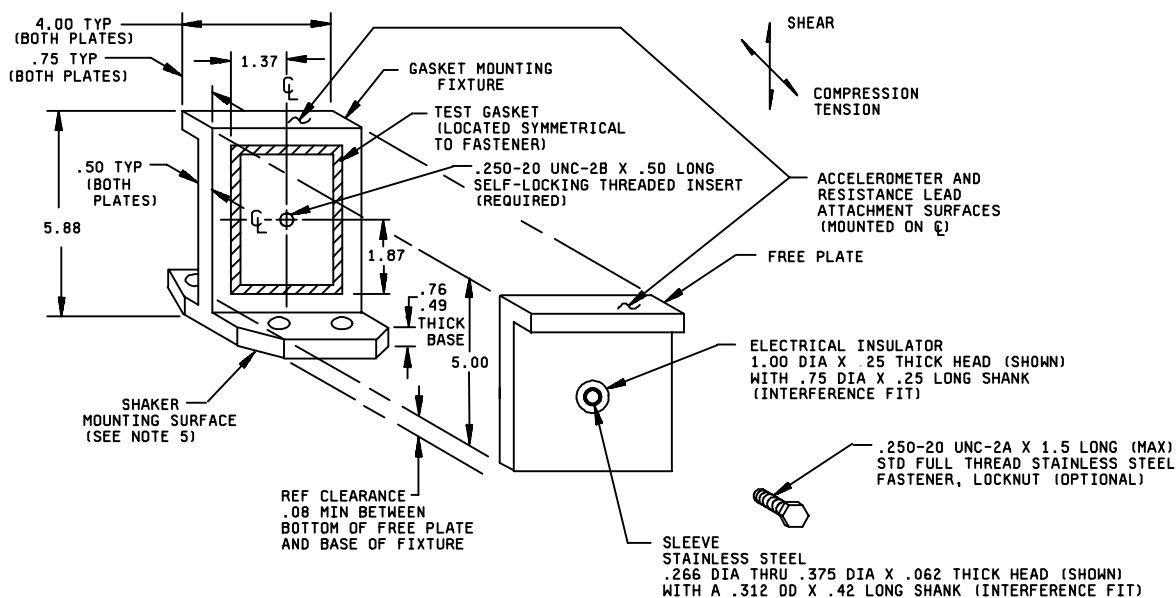 4.00 TYP
(BOTH PLATES)
.75 TYP
(BOTH PLATES)
1.37
℄
GASKET MOUNTING
FIXTURE
TEST GASKET
(LOCATED SYMMETRICAL
TO FASTENER)
.250-20 UNC-2B X .50 LONG
SELF-LOCKING THREADED INSERT
(REQUIRED)
.50 TYP
(BOTH
PLATES)
5.88
℄
1.87
.76
.49
THICK
BASE
5.00
SHAKER
MOUNTING SURFACE
(SEE NOTE 5)
REF CLEARANCE
.08 MIN BETWEEN
BOTTOM OF FREE PLATE
AND BASE OF FIXTURE
SHEAR
COMPRESSION
TENSION
ACCELEROMETER AND
RESISTANCE LEAD
ATTACHMENT SURFACES
(MOUNTED ON ℄)
FREE PLATE
ELECTRICAL INSULATOR
1.00 DIA X .25 THICK HEAD (SHOWN)
WITH .75 DIA X .25 LONG SHANK
(INTERFERENCE FIT)
.250-20 UNC-2A X 1.5 LONG (MAX)
STD FULL THREAD STAINLESS STEEL
FASTENER, LOCKNUT (OPTIONAL)
SLEEVE
STAINLESS STEEL
.266 DIA THRU .375 DIA X .062 THICK HEAD (SHOWN)
WITH A .312 OD X .42 LONG SHANK (INTERFERENCE FIT)